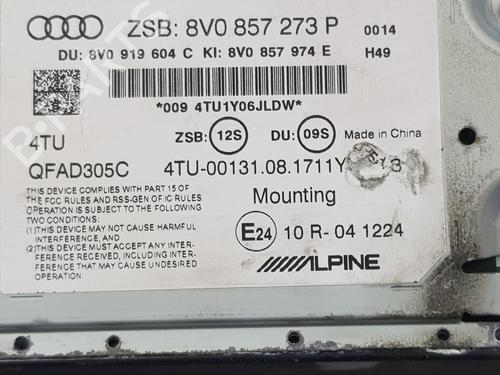 ZSB: 8V0 857 273 P 0014
DU: 8V0 919 604 C KI: 8V0 857 974 E H49
*009 4TU1Y06JLDW*
4TU ZSB: 12S DU: 09S Made in China
QFAD305C 4TU-00131.08.1711Y 3
THIS DEVICE COMPLIES WITH PART 15 OF
THE FCC RULES AND RSS-GEN OF IC RULES
OPERATION IS SUBJECT TO THE FOLLOWING
TWO CONDITIONS:
(1)THIS DEVICE MAY NOT CAUSE HARMFUL
INTERFERENCE, AND
(2)THIS DEVICE MUST ACCEPT ANY INTER-
FERENCE RECEIVED, INCLUDING INTER-
FERENCE THAT MAY CAUSE UNDESIRED
OPERATION.
Mounting
E24 10 R-04 1224
ALPINE